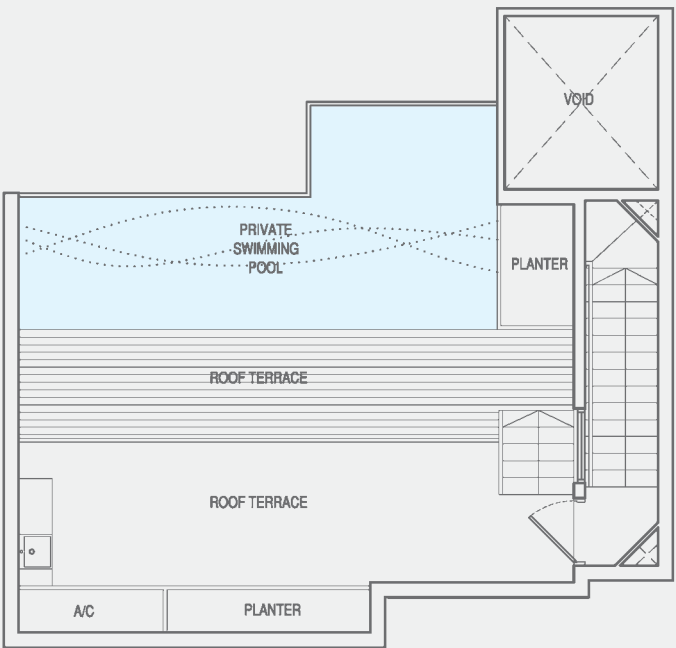 VOID
PRIVATE
SWIMMING
POOL
PLANTER
ROOF TERRACE
ROOF TERRACE
A/C
PLANTER